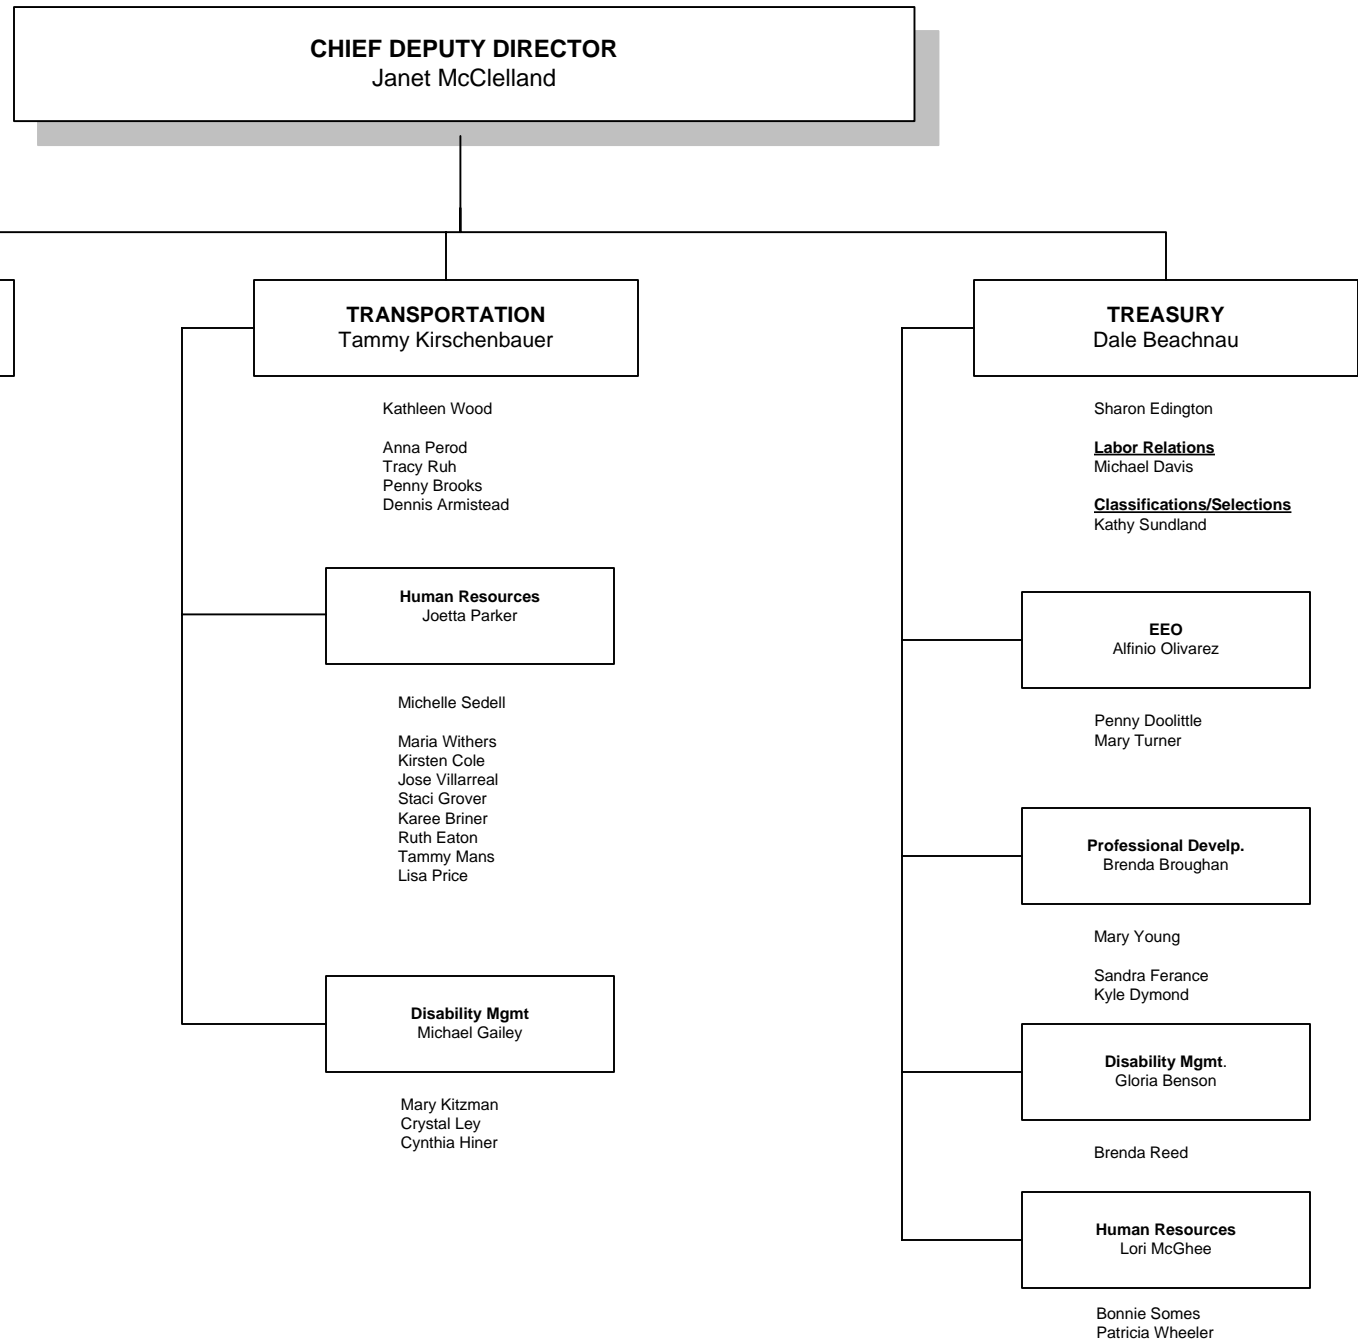 CHIEF DEPUTY DIRECTOR
Janet McClelland
TRANSPORTATION
Tammy Kirschenbauer
Kathleen Wood
Anna Perod
Tracy Ruh
Penny Brooks
Dennis Armistead
Human Resources
Joetta Parker
Michelle Sedell
Maria Withers
Kirsten Cole
Jose Villarreal
Staci Grover
Karee Briner
Ruth Eaton
Tammy Mans
Lisa Price
Disability Mgmt
Michael Gailey
Mary Kitzman
Crystal Ley
Cynthia Hiner
TREASURY
Dale Beachnau
Sharon Edington
Labor Relations
Michael Davis
Classifications/Selections
Kathy Sundland
EEO
Alfinio Olivarez
Penny Doolittle
Mary Turner
Professional Develp.
Brenda Broughan
Mary Young
Sandra Ferance
Kyle Dymond
Disability Mgmt.
Gloria Benson
Brenda Reed
Human Resources
Lori McGhee
Bonnie Somes
Patricia Wheeler